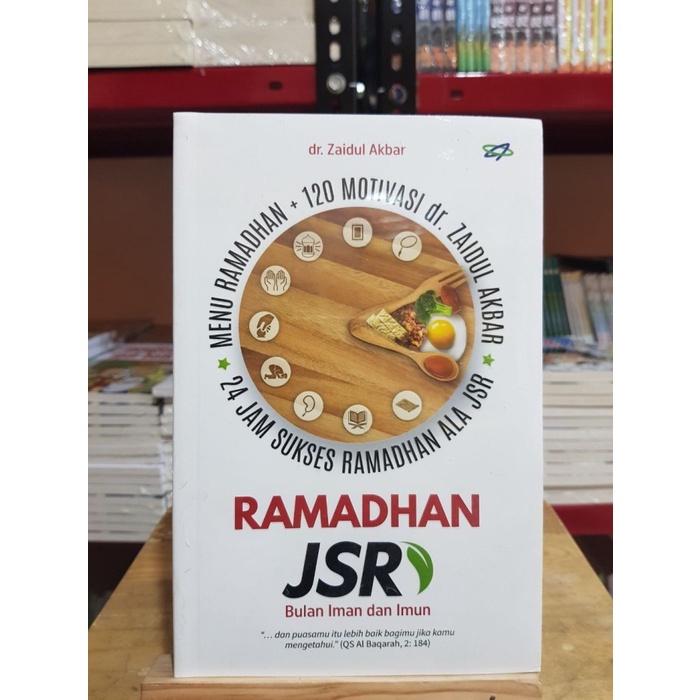 dr. Zaidul Akbar
MENU RAMADHAN + 120 MOTIVASI dr. ZAIDUL AKBAR
24 JAM SUKSES RAMADHAN ALA JSR
RAMADHAN
JSR
Bulan Iman dan Imun
“... dan puasamu itu lebih baik bagimu jika kamu
mengetahui.” (QS Al Baqarah, 2: 184)